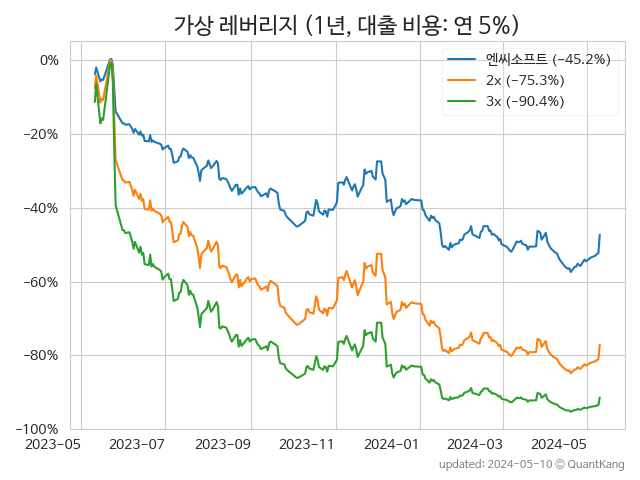 가상 레버리지 (1년, 대출 비용: 연 5%)
엔씨소프트 (−45.2%)
2x (−75.3%)
3x (−90.4%)
0%
−20%
−40%
−60%
−80%
−100%
2023-05 2023-07 2023-09 2023-11 2024-01 2024-03 2024-05
updated: 2024-05-10 © QuantKang